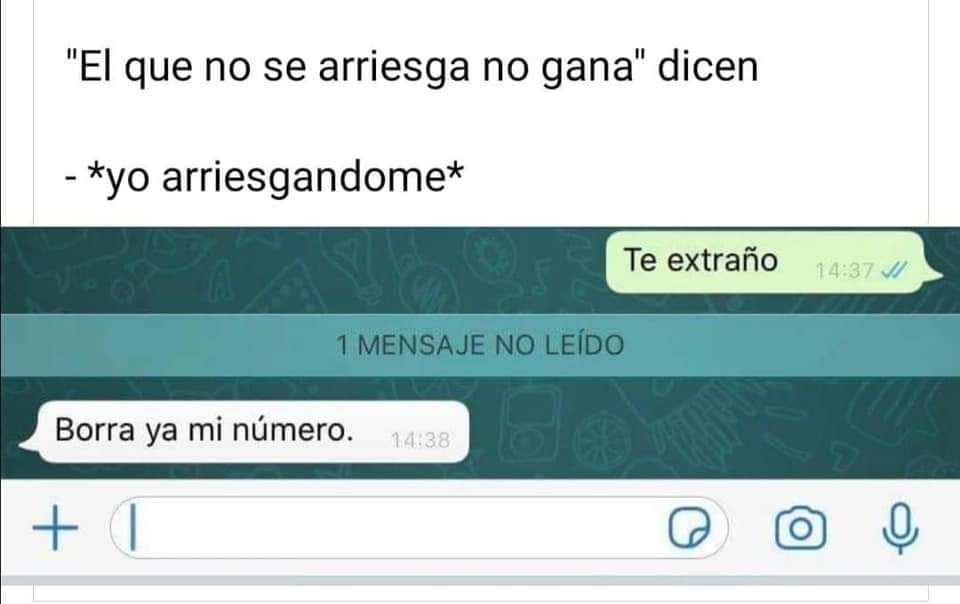 "El que no se arriesga no gana" dicen
- *yo arriesgandome*
Te extraño 14:37
1 MENSAJE NO LEÍDO
Borra ya mi número. 14:38